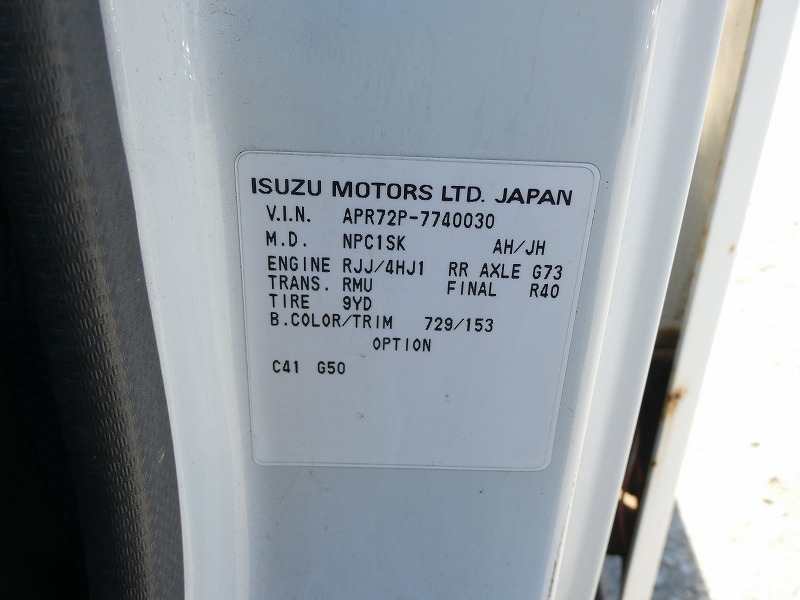 ISUZU MOTORS LTD. JAPAN
V.I.N. APR72P-7740030
M.D. NPC1SK AH/JH
ENGINE RJJ/4HJ1 RR AXLE G73
TRANS. RMU FINAL R40
TIRE 9YD
B.COLOR/TRIM 729/153
OPTION
C41 G50